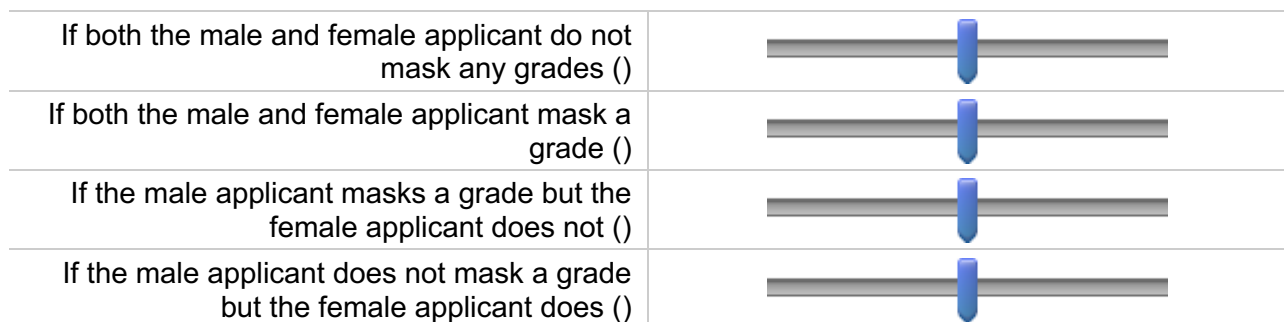 If both the male and female applicant do not
mask any grades ()
If both the male and female applicant mask a
grade ()
If the male applicant masks a grade but the
female applicant does not ()
If the male applicant does not mask a grade
but the female applicant does ()